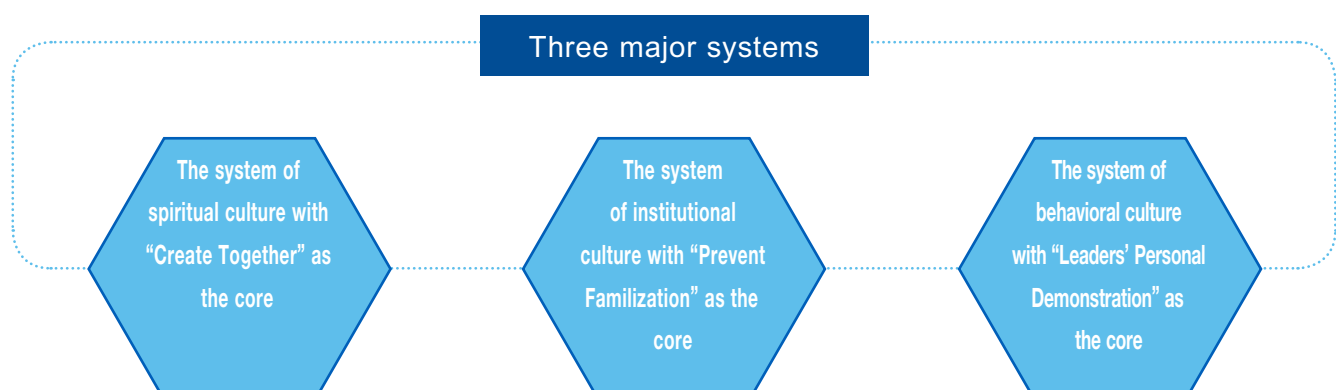 Three major systems
The system of
spiritual culture with
“Create Together” as
the core
The system
of institutional
culture with “Prevent
Familization” as the
core
The system of
behavioral culture
with “Leaders’ Personal
Demonstration” as
the core